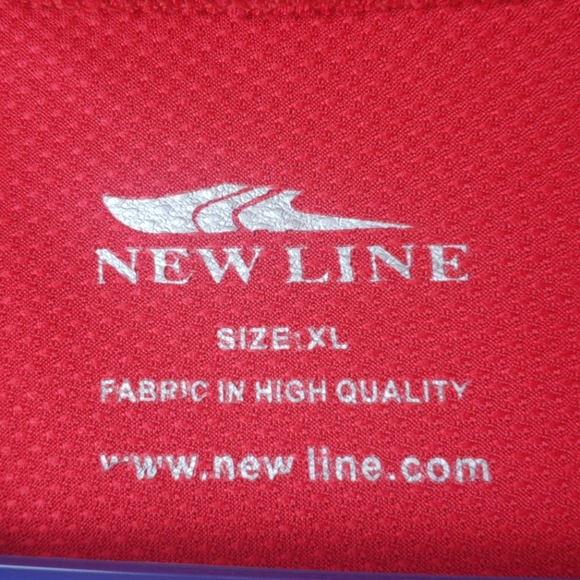 NEW LINE
SIZE:XL
FABRIC IN HIGH QUALITY
www.new line.com